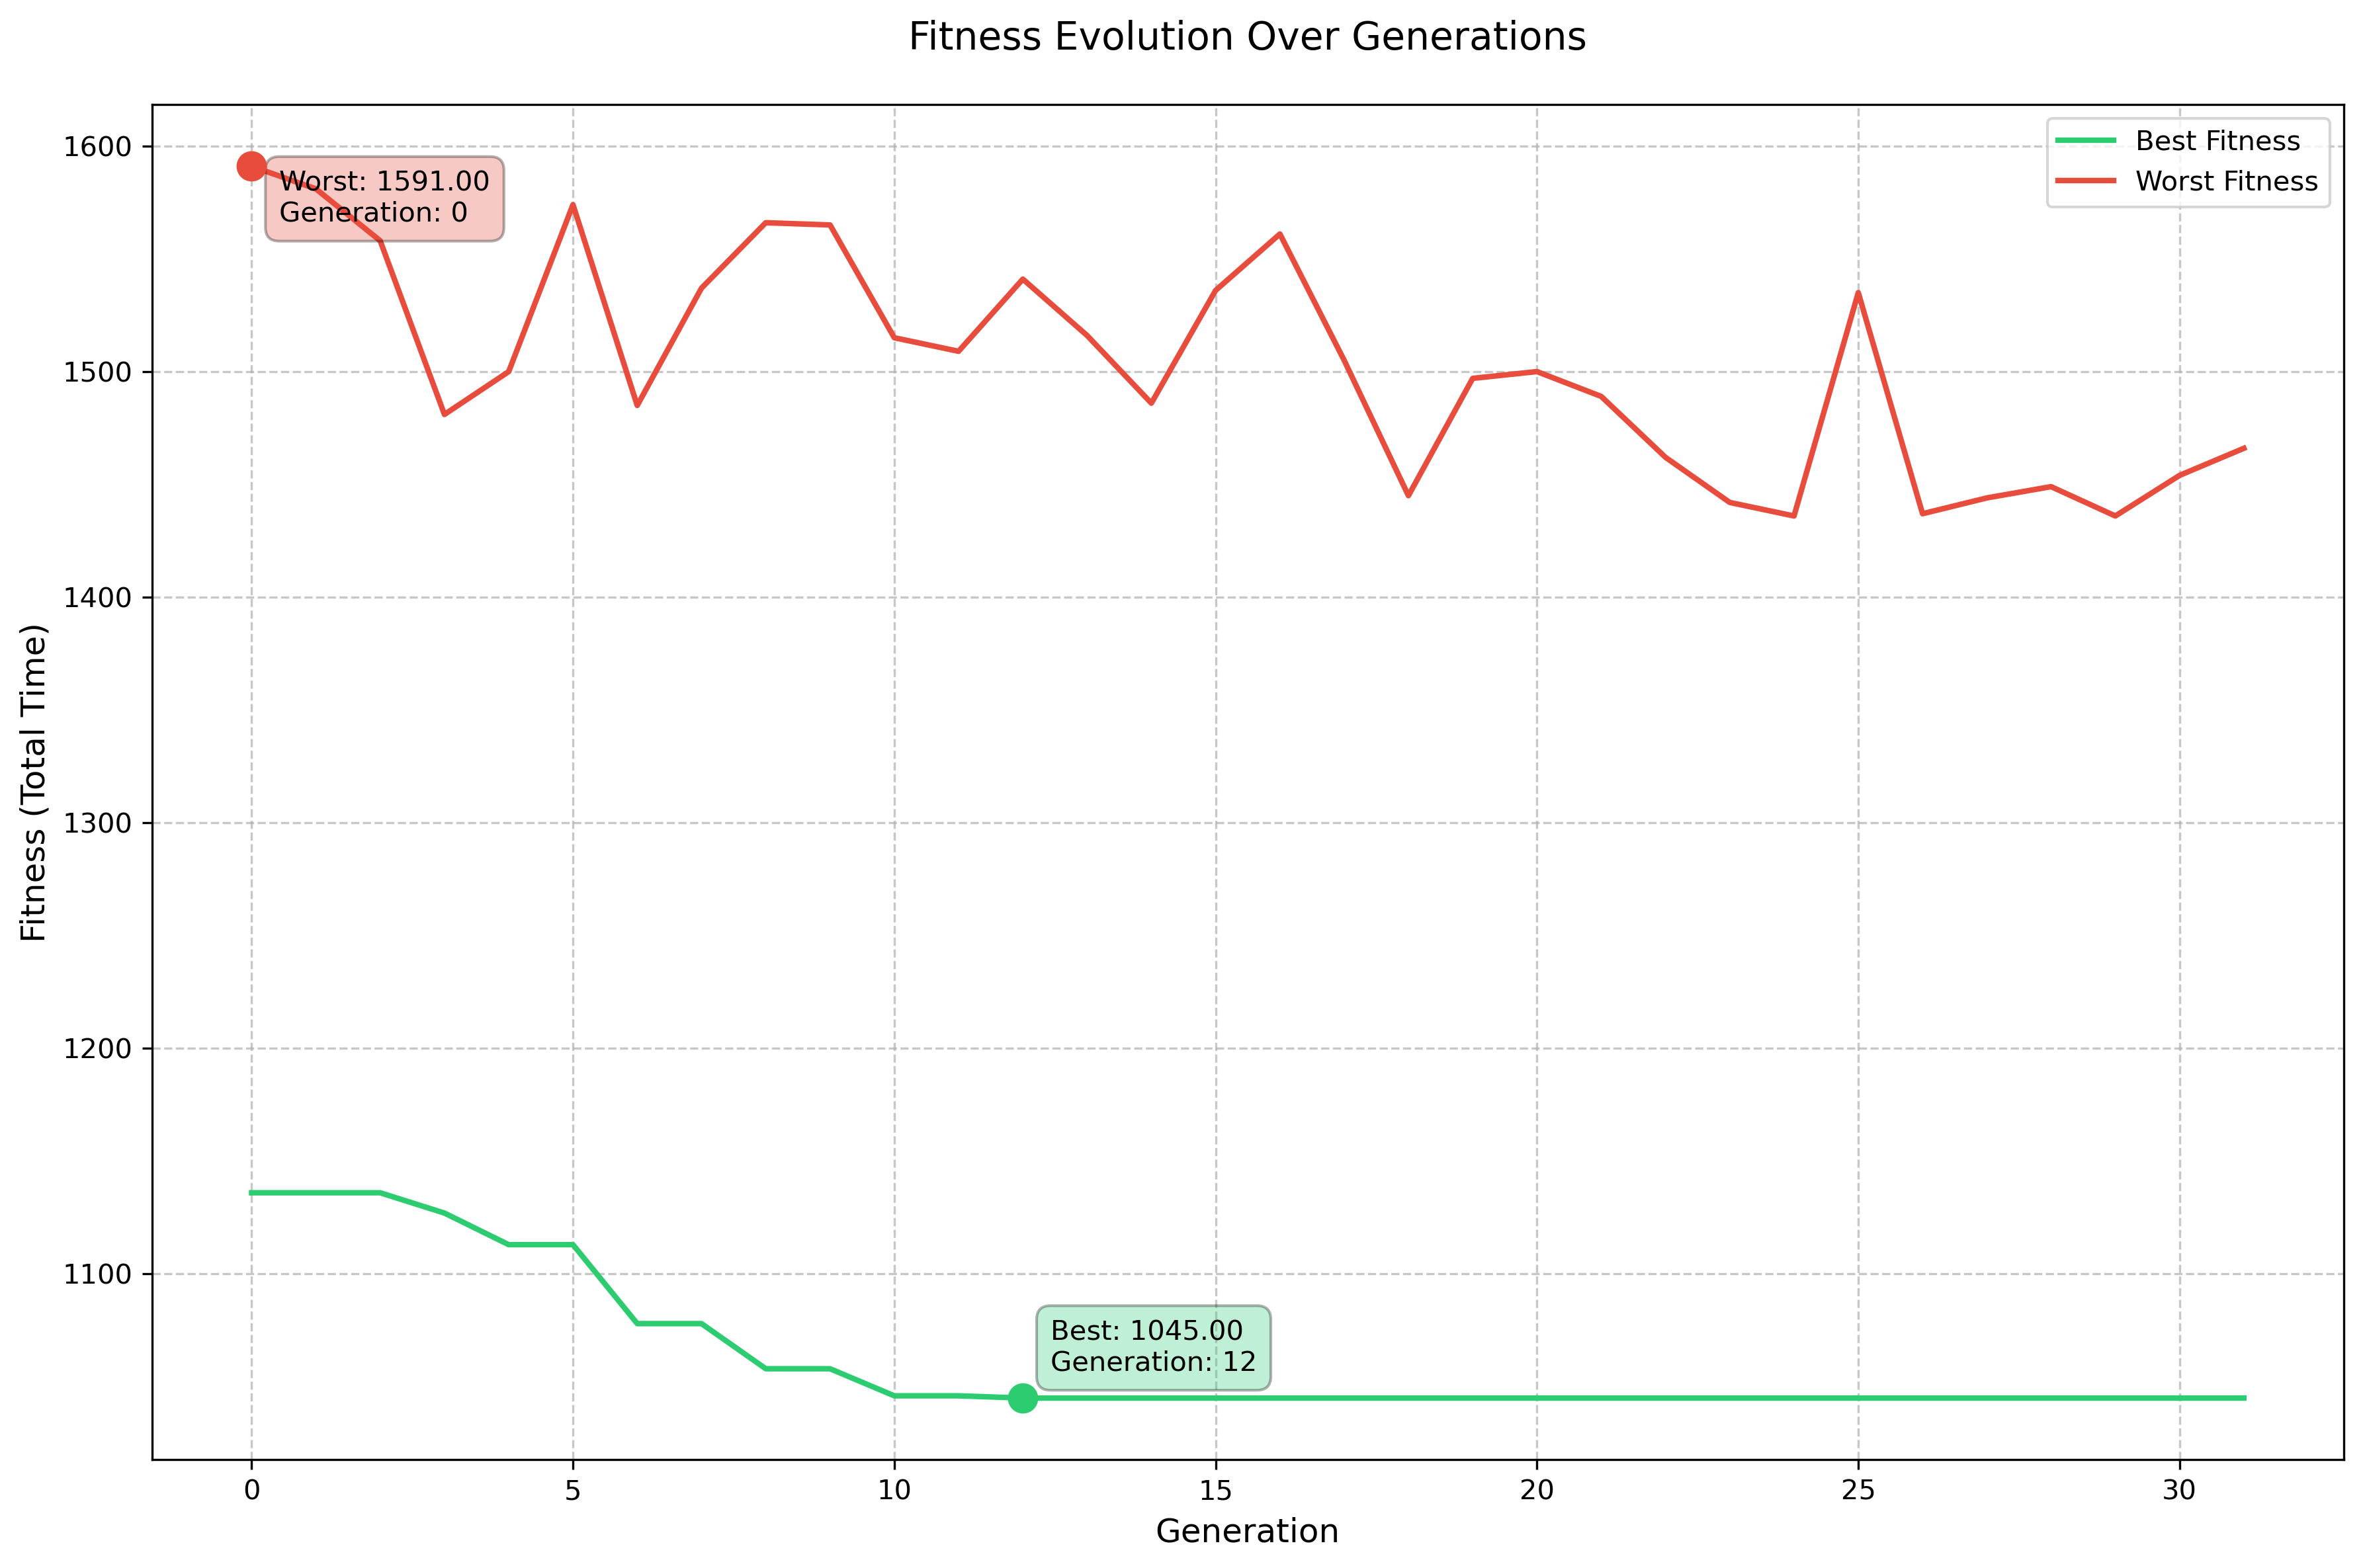 Fitness Evolution Over Generations
Best Fitness
Worst Fitness
Worst: 1591.00
Generation: 0
Best: 1045.00
Generation: 12
Fitness (Total Time)
1600
1500
1400
1300
1200
1100
0 5 10 15 20 25 30
Generation